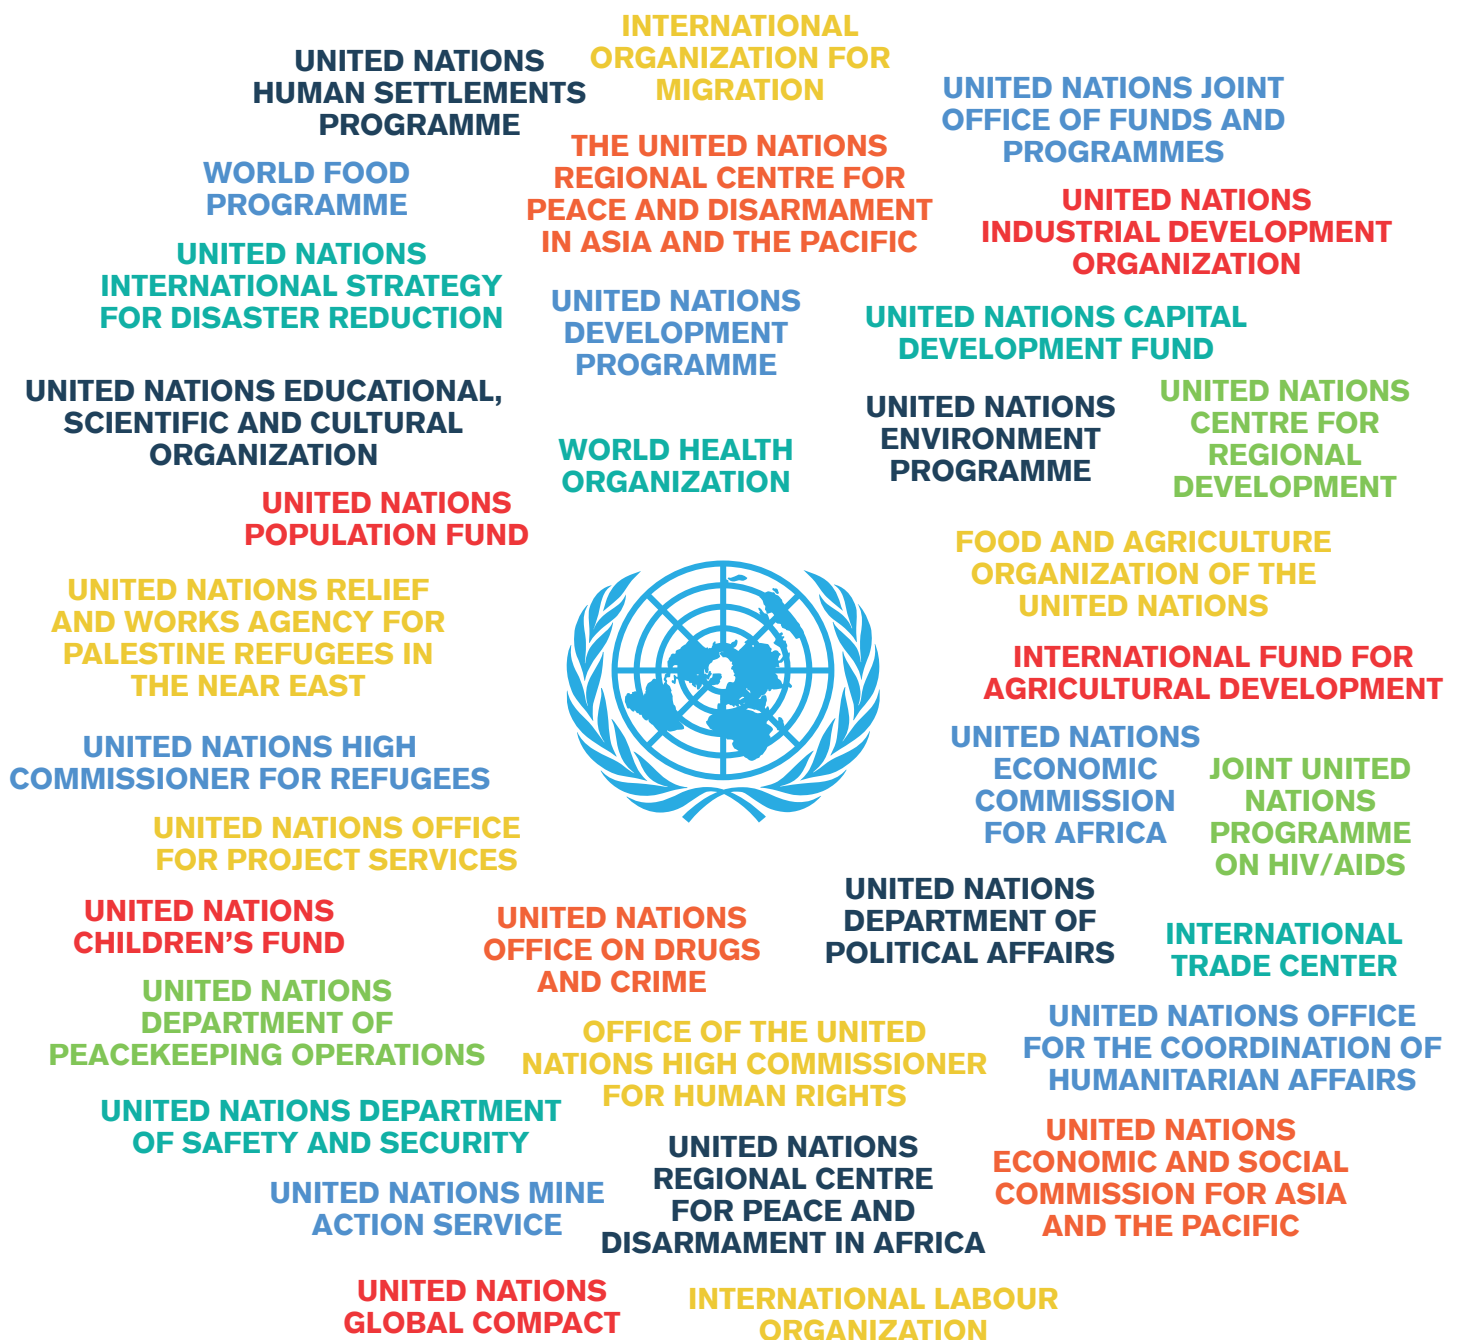 INTERNATIONAL
ORGANIZATION FOR
MIGRATION
UNITED NATIONS
HUMAN SETTLEMENTS
PROGRAMME
UNITED NATIONS JOINT
OFFICE OF FUNDS AND
PROGRAMMES
THE UNITED NATIONS
REGIONAL CENTRE FOR
PEACE AND DISARMAMENT
IN ASIA AND THE PACIFIC
WORLD FOOD
PROGRAMME
UNITED NATIONS
INDUSTRIAL DEVELOPMENT
ORGANIZATION
UNITED NATIONS
INTERNATIONAL STRATEGY
FOR DISASTER REDUCTION
UNITED NATIONS
DEVELOPMENT
PROGRAMME
UNITED NATIONS CAPITAL
DEVELOPMENT FUND
UNITED NATIONS EDUCATIONAL,
SCIENTIFIC AND CULTURAL
ORGANIZATION
UNITED NATIONS
ENVIRONMENT
PROGRAMME
UNITED NATIONS
CENTRE FOR
REGIONAL
DEVELOPMENT
WORLD HEALTH
ORGANIZATION
UNITED NATIONS
POPULATION FUND
FOOD AND AGRICULTURE
ORGANIZATION OF THE
UNITED NATIONS
UNITED NATIONS RELIEF
AND WORKS AGENCY FOR
PALESTINE REFUGEES IN
THE NEAR EAST
INTERNATIONAL FUND FOR
AGRICULTURAL DEVELOPMENT
UNITED NATIONS HIGH
COMMISSIONER FOR REFUGEES
UNITED NATIONS
ECONOMIC
COMMISSION
FOR AFRICA
JOINT UNITED
NATIONS
PROGRAMME
ON HIV/AIDS
UNITED NATIONS OFFICE
FOR PROJECT SERVICES
UNITED NATIONS
CHILDREN'S FUND
UNITED NATIONS
OFFICE ON DRUGS
AND CRIME
UNITED NATIONS
DEPARTMENT OF
POLITICAL AFFAIRS
INTERNATIONAL
TRADE CENTER
UNITED NATIONS
DEPARTMENT OF
PEACEKEEPING OPERATIONS
OFFICE OF THE UNITED
NATIONS HIGH COMMISSIONER
FOR HUMAN RIGHTS
UNITED NATIONS OFFICE
FOR THE COORDINATION OF
HUMANITARIAN AFFAIRS
UNITED NATIONS DEPARTMENT
OF SAFETY AND SECURITY
UNITED NATIONS
REGIONAL CENTRE
FOR PEACE AND
DISARMAMENT IN AFRICA
UNITED NATIONS
ECONOMIC AND SOCIAL
COMMISSION FOR ASIA
AND THE PACIFIC
UNITED NATIONS MINE
ACTION SERVICE
UNITED NATIONS
GLOBAL COMPACT
INTERNATIONAL LABOUR
ORGANIZATION